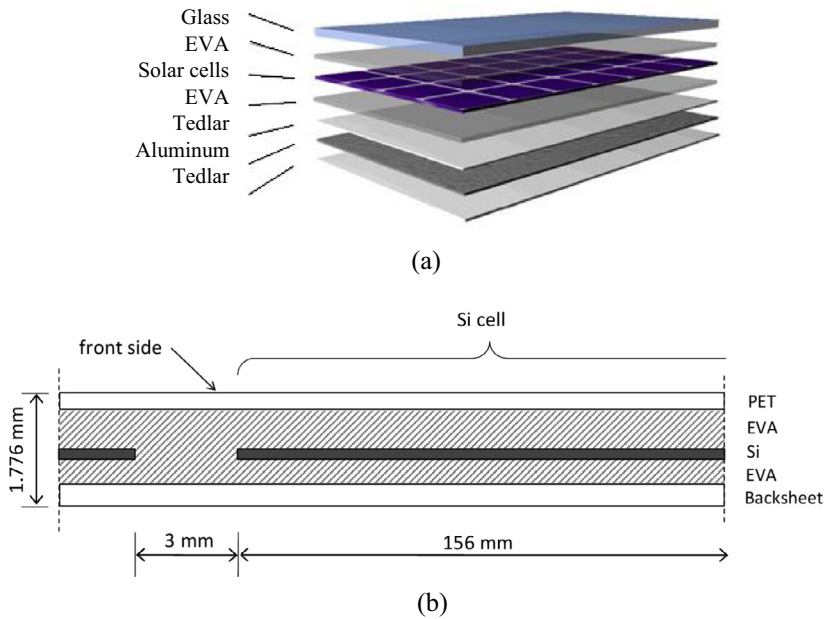 Glass
EVA
Solar cells
EVA
Tedlar
Aluminum
Tedlar
(a)
Si cell
front side
PET
EVA
Si
EVA
Backsheet
1.776 mm
3 mm
156 mm
(b)